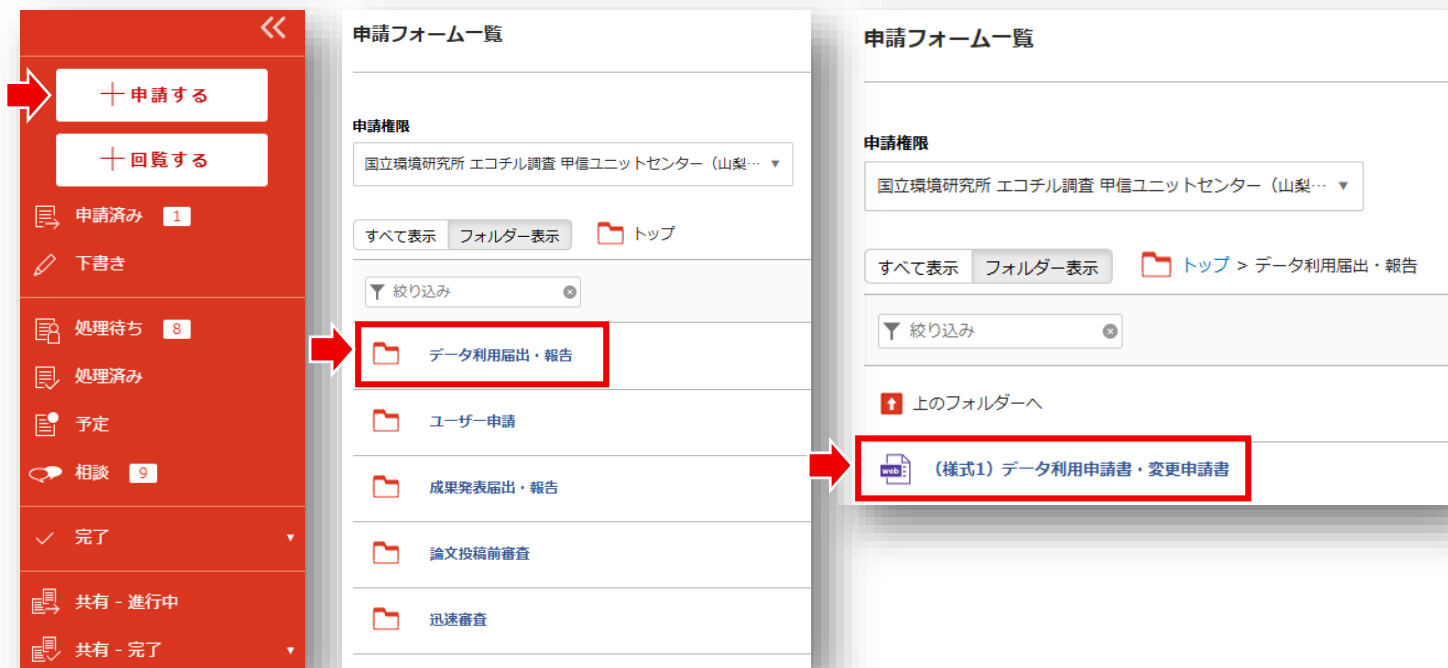 申請する
回覧する
申請済み 1
下書き
処理待ち 8
処理済み
予定
相談 9
完了
共有 - 進行中
共有 - 完了
申請フォーム一覧
申請権限
国立環境研究所 エコチル調査 甲信ユニットセンター（山梨…
すべて表示 フォルダー表示 トップ
絞り込み
データ利用届出・報告
ユーザー申請
成果発表届出・報告
論文投稿前審査
迅速審査
申請フォーム一覧
申請権限
国立環境研究所 エコチル調査 甲信ユニットセンター（山梨…
すべて表示 フォルダー表示 トップ > データ利用届出・報告
絞り込み
上のフォルダーへ
web （様式1）データ利用申請書・変更申請書